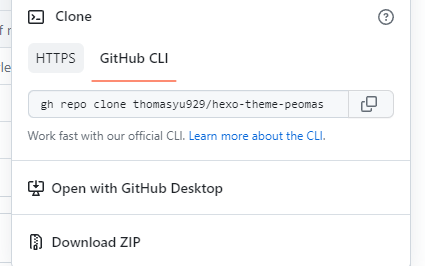 Clone
HTTPS
GitHub CLI
gh repo clone thomasyu929/hexo-theme-peomas
Work fast with our official CLI. Learn more about the CLI.
Open with GitHub Desktop
Download ZIP